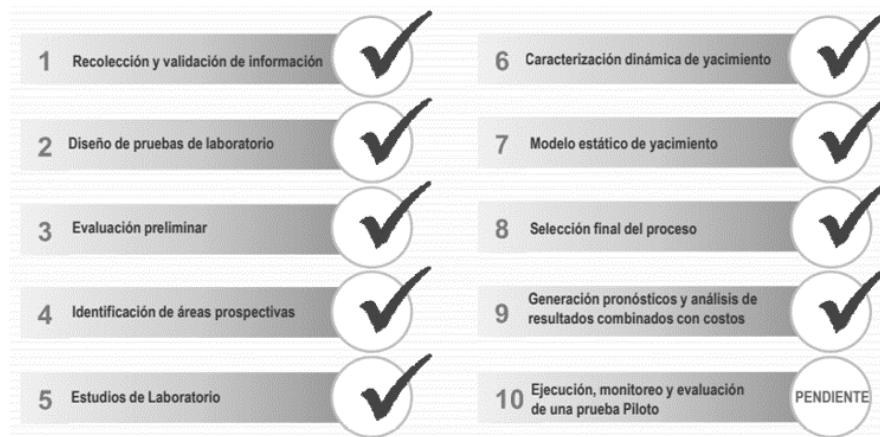 1 Recolección y validación de información
2 Diseño de pruebas de laboratorio
3 Evaluación preliminar
4 Identificación de áreas prospectivas
5 Estudios de Laboratorio
6 Caracterización dinámica de yacimiento
7 Modelo estático de yacimiento
8 Selección final del proceso
9 Generación pronósticos y análisis de
resultados combinados con costos
10 Ejecución, monitoreo y evaluación
de una prueba Piloto
PENDIENTE